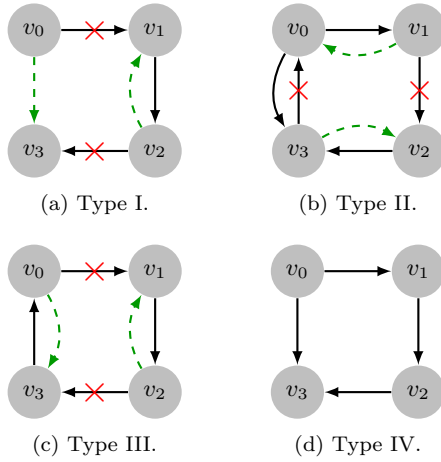 v0 v1 v0 v1
v3 v2 v3 v2
(a) Type I. (b) Type II.
v0 v1 v0 v1
v3 v2 v3 v2
(c) Type III. (d) Type IV.